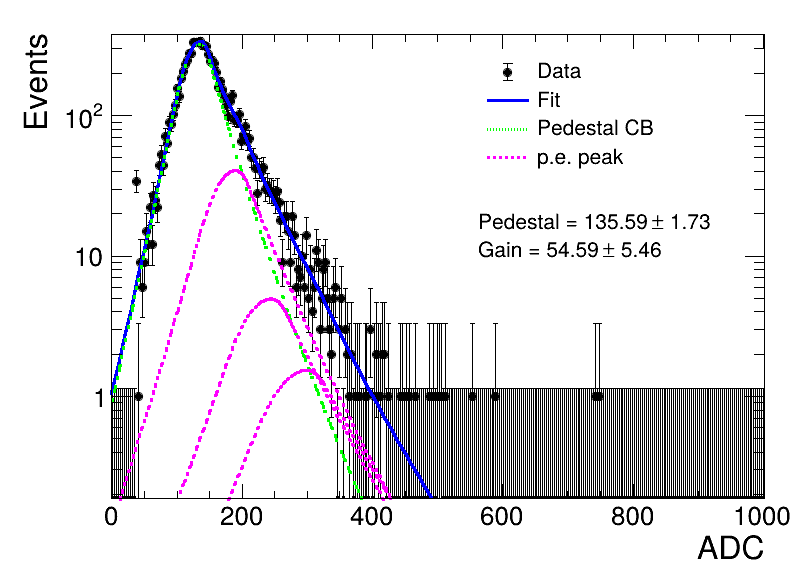 Events
10²
10
1
Data
Fit
Pedestal CB
p.e. peak
Pedestal = 135.59 ± 1.73
Gain = 54.59 ± 5.46
0 200 400 600 800 1000
ADC